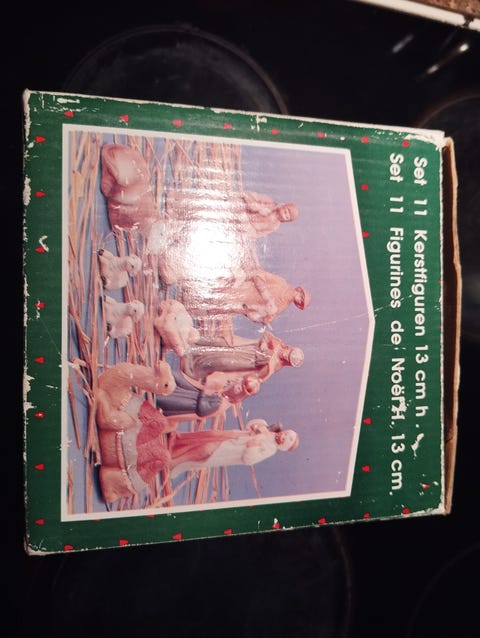 Set 11 Kerstfiguren 13 cm h.
Set 11 Figurines de Noël H. 13 cm.